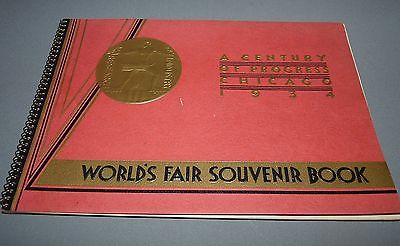 A CENTURY
OF PROGRESS
CHICAGO
1934
WORLD'S FAIR SOUVENIR BOOK